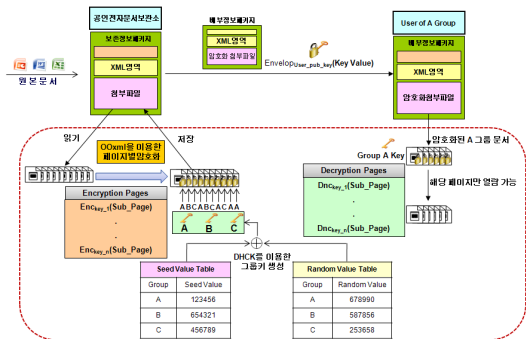 공인전자문서보관소
보존정보패키지
XML영역
첨부파일
원본 문서
배부정보패키지
XML영역
암호화 첨부파일
Envelop_User_pub_key(Key Value)
User of A Group
배부정보패키지
XML영역
암호화첨부파일
읽기
OOxml을 이용한
페이지별암호화
저장
암호화된 A 그룹 문서
Group A Key
해당 페이지만 열람 가능
Encryption Pages
Enc_key_1(Sub_Page)
.
.
Enc_key_n(Sub_Page)
A B C A B C A C A A
A B C
Decryption Pages
Dnc_key_1(Sub_Page)
.
.
Dnc_key_n(Sub_Page)
DHCK를 이용한
그룹키 생성
Seed Value Table
Group Seed Value
A 123456
B 654321
C 456789
Random Value Table
Group Random Value
A 678990
B 587856
C 253658